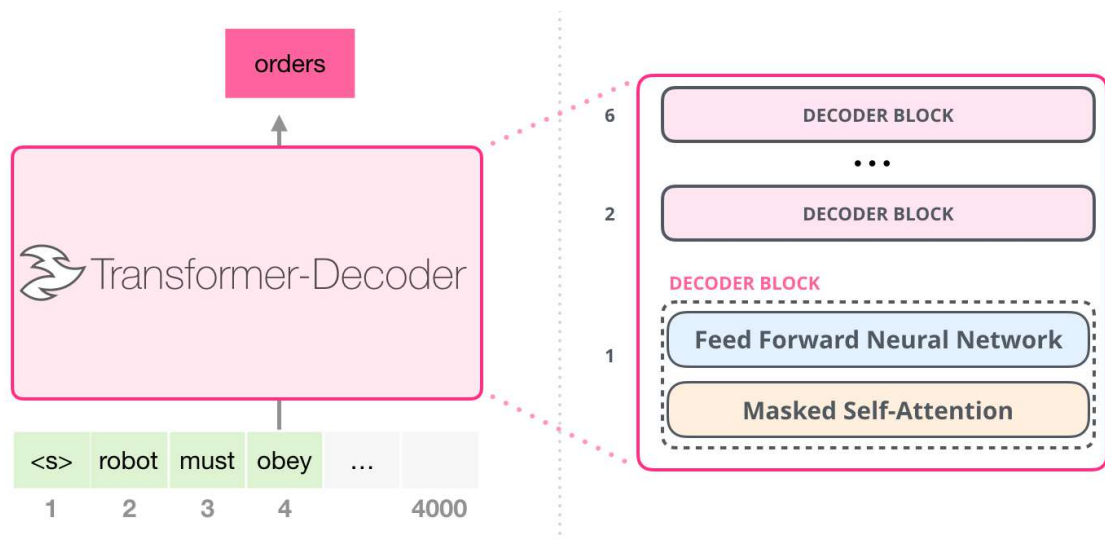 orders
Transformer-Decoder
<s> robot must obey ...
1 2 3 4 4000
6 DECODER BLOCK
...
2 DECODER BLOCK
DECODER BLOCK
1
Feed Forward Neural Network
Masked Self-Attention